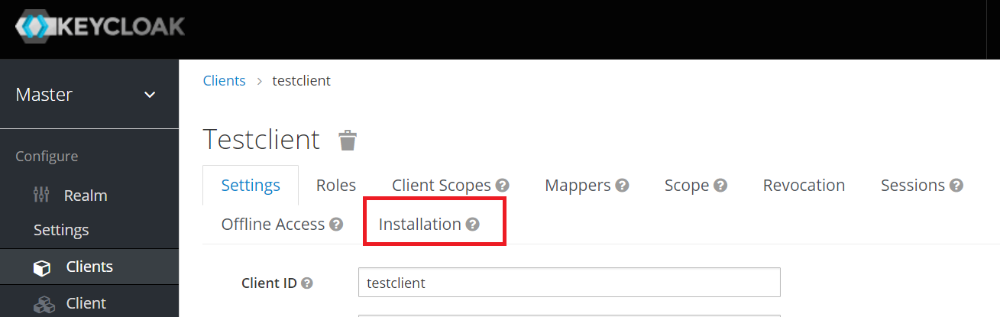 KEYCLOAK
Master
Configure
Realm
Settings
Clients
Client
Clients > testclient
Testclient
Settings Roles Client Scopes ? Mappers ? Scope ? Revocation Sessions ?
Offline Access ? Installation ?
Client ID ? testclient